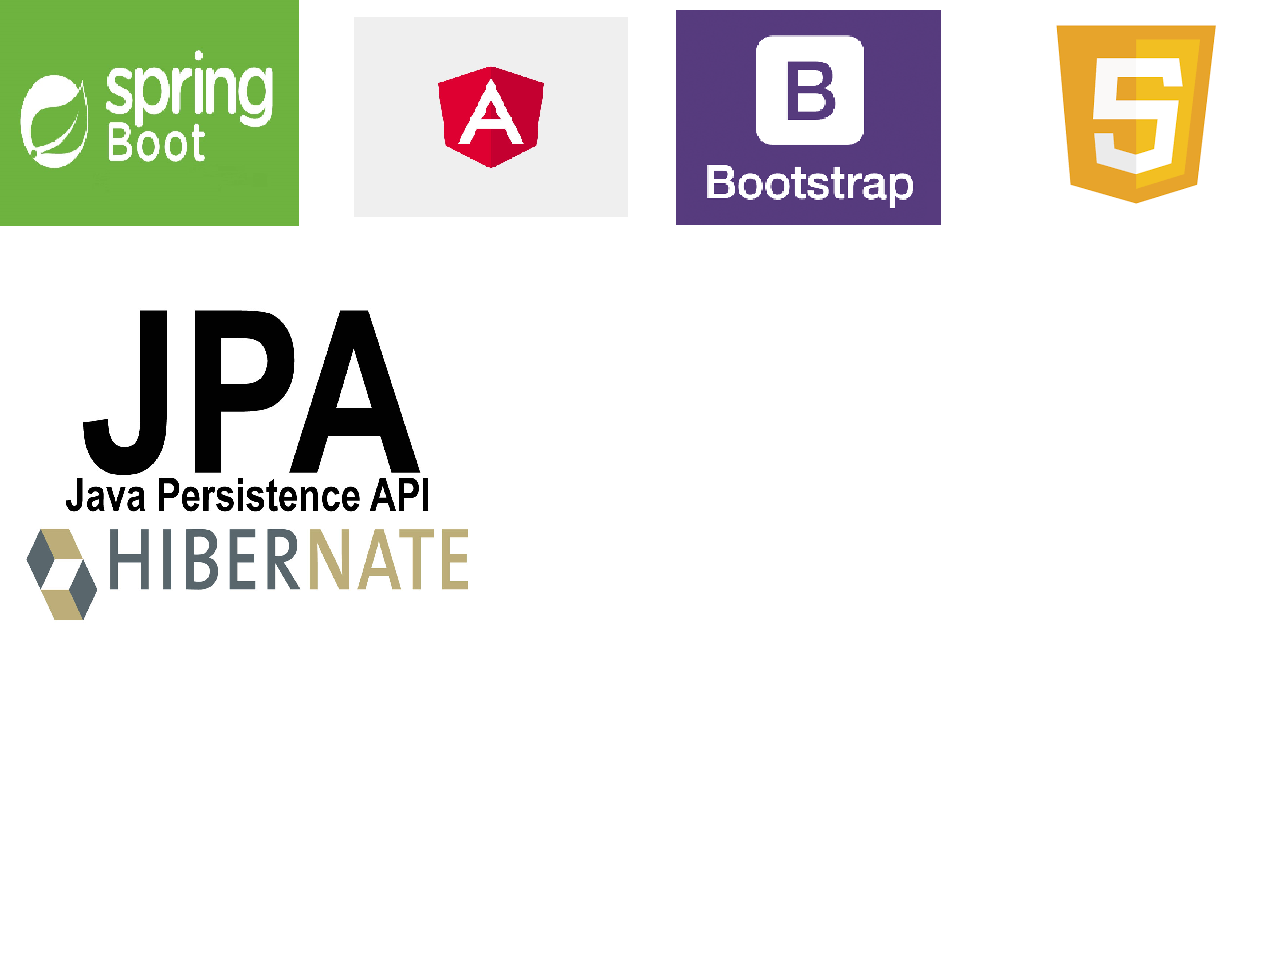 spring
Boot
A
B
Bootstrap
5
JPA
Java Persistence API
HIBERNATE